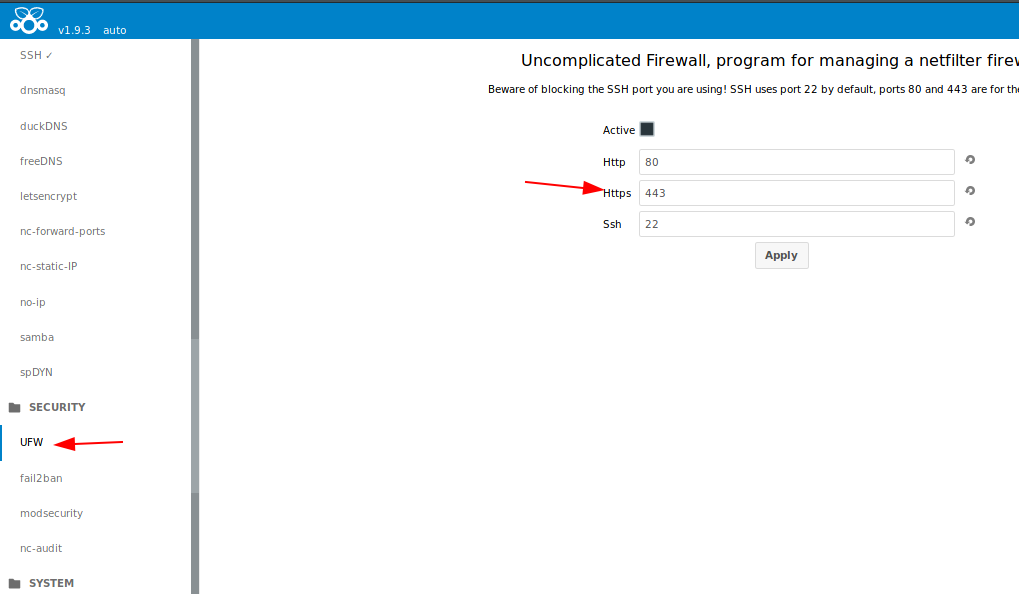 v1.9.3 auto
SSH ✓
dnsmasq
duckDNS
freeDNS
letsencrypt
nc-forward-ports
nc-static-IP
no-ip
samba
spDYN
SECURITY
UFW
fail2ban
modsecurity
nc-audit
SYSTEM
Uncomplicated Firewall, program for managing a netfilter
Beware of blocking the SSH port you are using! SSH uses port 22 by default, ports 80 and 443 are for
Active
Http 80
Https 443
Ssh 22
Apply